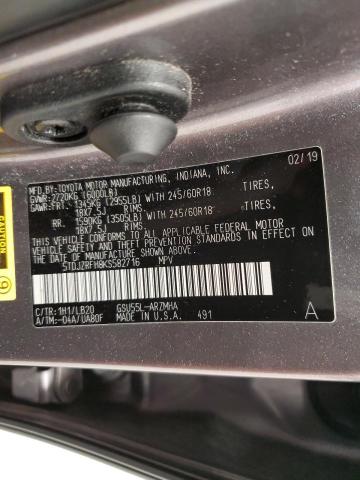 MFD.BY: TOYOTA MOTOR MANUFACTURING, INDIANA, INC. 02/19
GVWR: 2720KG (6000LB)
GAWR: FRT. 1345KG (2955LB) WITH 245/60R18 TIRES,
18X7.5J RIMS
RR. 1590KG (3505LB) WITH 245/60R18 TIRES,
18X7.5J
THIS VEHICLE CONFORMS TO ALL APPLICABLE FEDERAL MOTOR
VEHICLE SAFETY AND THEFT PREVENTION STANDARDS IN EFFECT ON
THE DATE OF MANUFACTURE SHOWN ABOVE.
5TDJZRFH8KS582716 MPV
C/TR: 1H1/LB20 GSU55L-ARZMHA
A/TM:-04A/UA80F MADE IN U.S.A. 491 A
CAUTION